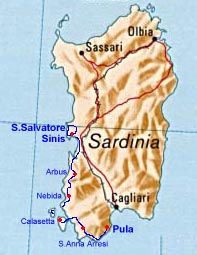 Olbia
Sassari
S.Salvatore
Sinis
Sardinia
Arbus
Nebida
Cagliari
Calasetta
Pula
S.Anna Arresi